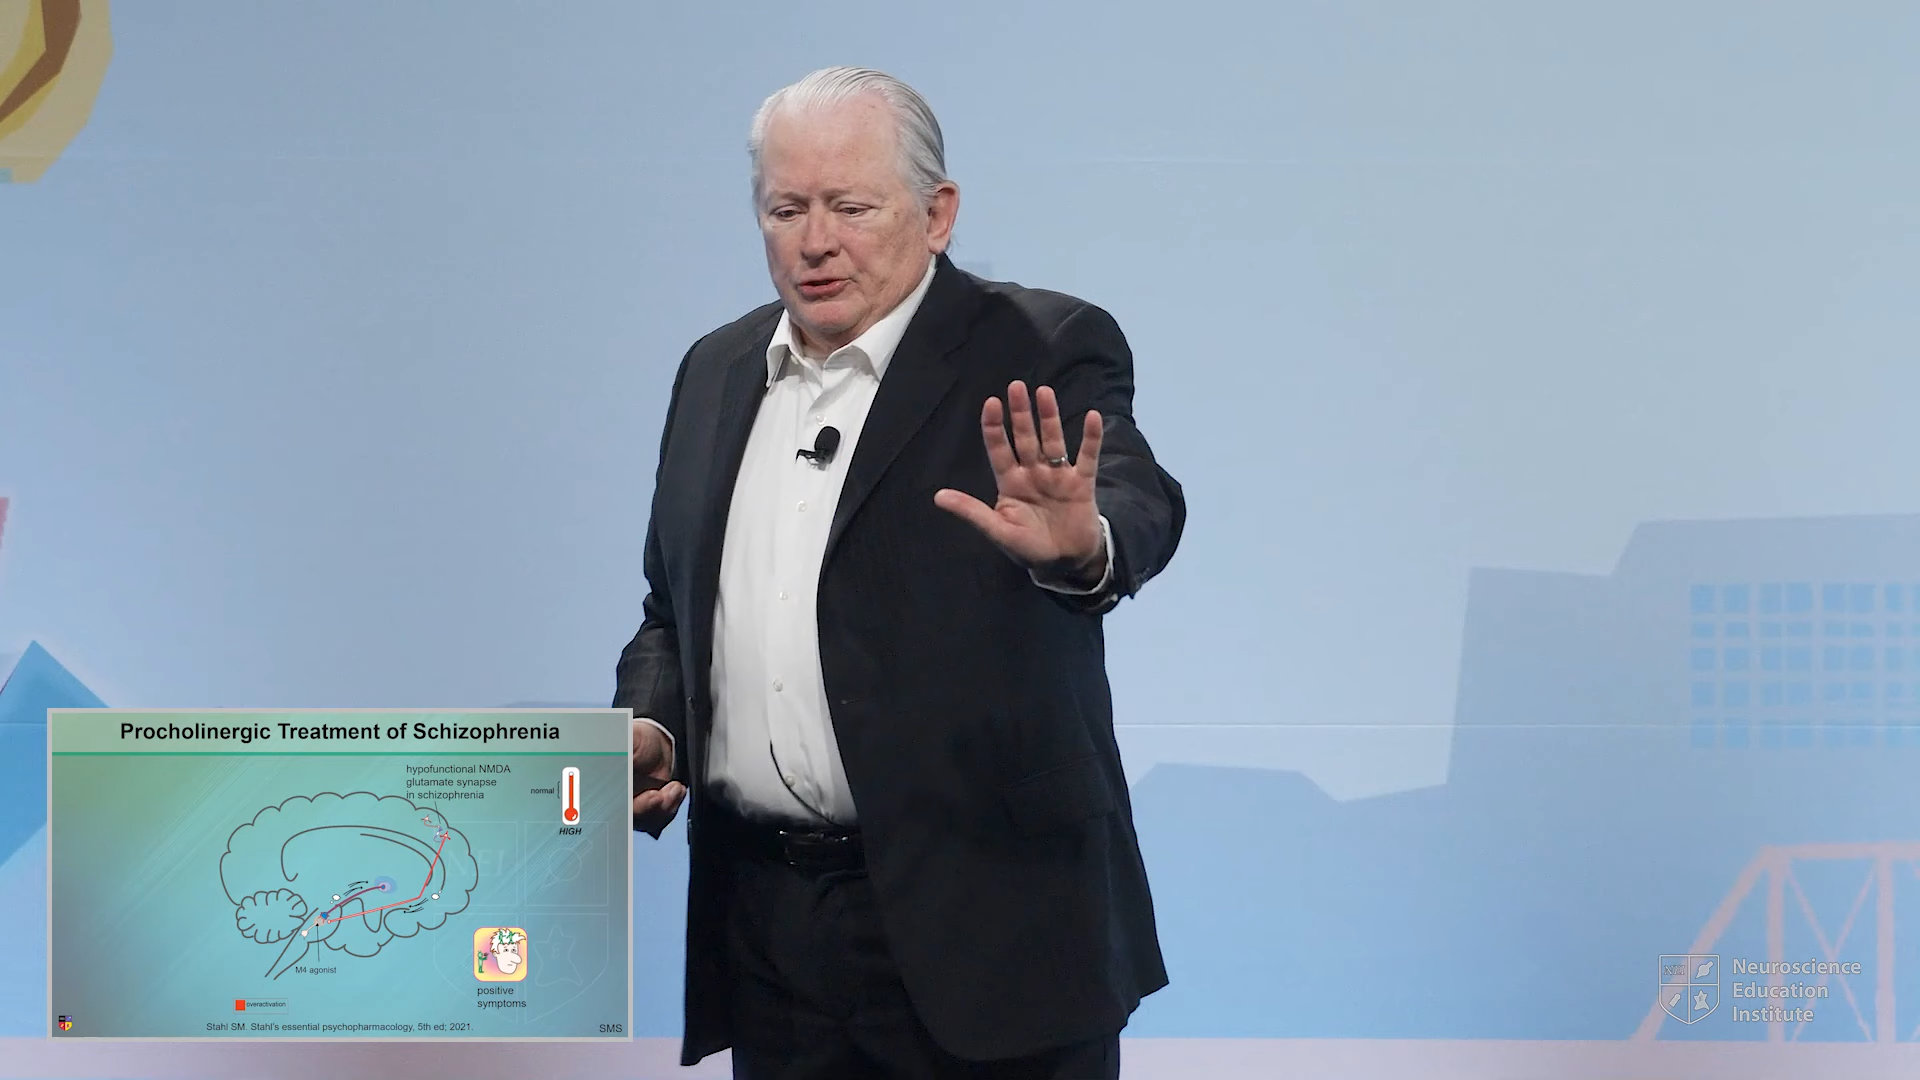 Procholinergic Treatment of Schizophrenia
hypofunctional NMDA
glutamate synapse
in schizophrenia
normal
HIGH
M4 agonist
positive
symptoms
overactivation
Stahl SM. Stahl's essential psychopharmacology, 5th ed; 2021.
SMS
NEI
Neuroscience
Education
Institute